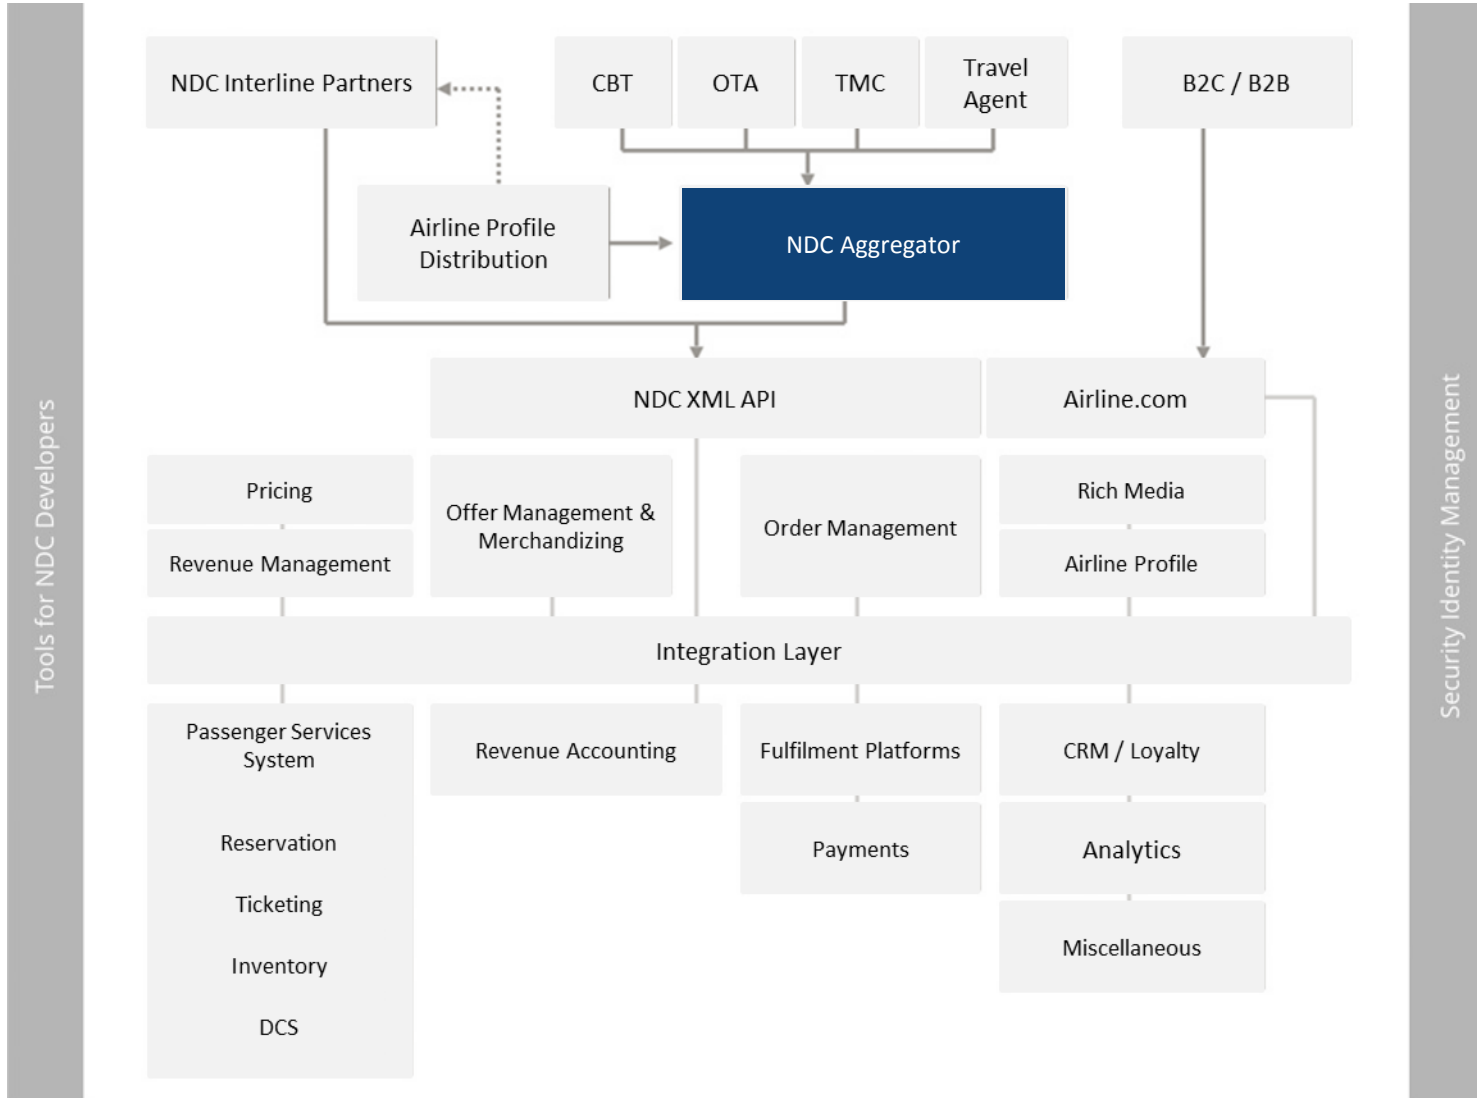 NDC Interline Partners
CBT
OTA
TMC
Travel
Agent
B2C / B2B
Airline Profile
Distribution
NDC Aggregator
NDC XML API
Airline.com
Pricing
Revenue Management
Offer Management &
Merchandizing
Order Management
Rich Media
Airline Profile
Integration Layer
Passenger Services
System
Reservation
Ticketing
Inventory
DCS
Revenue Accounting
Fulfilment Platforms
Payments
CRM / Loyalty
Analytics
Miscellaneous
Tools for NDC Developers
Security Identity Management